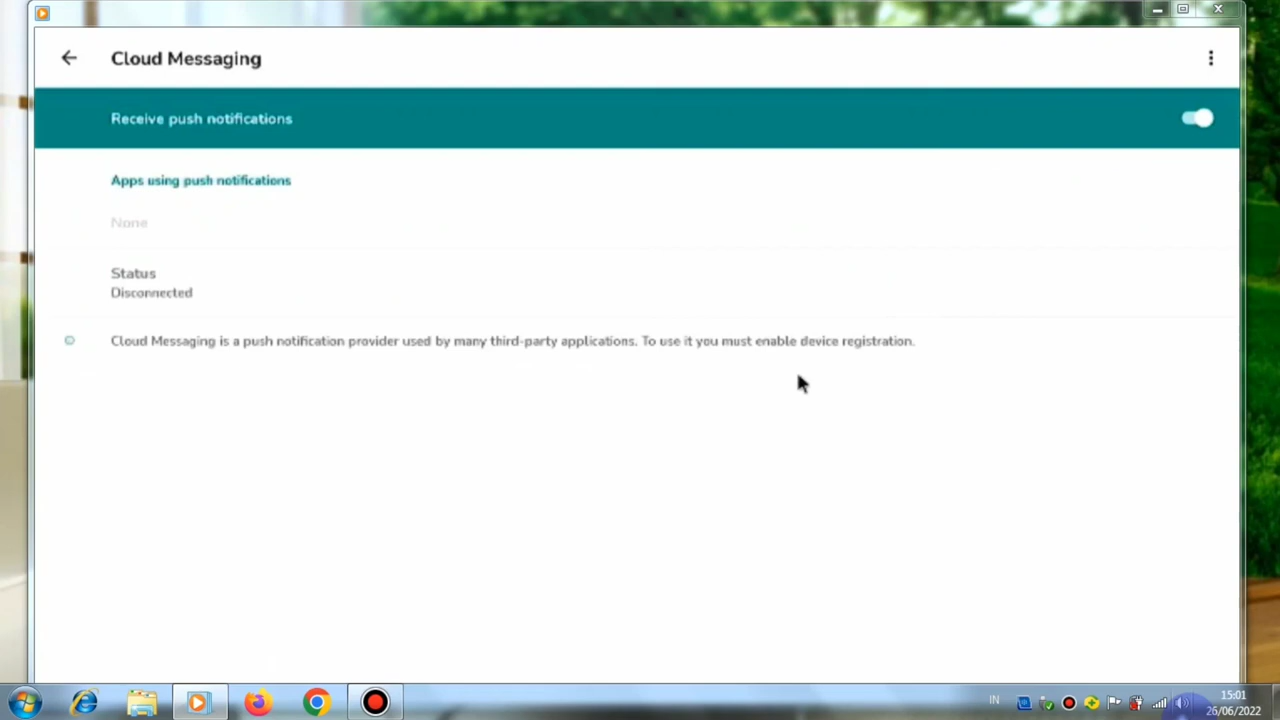 Cloud Messaging
Receive push notifications
Apps using push notifications
None
Status
Disconnected
Cloud Messaging is a push notification provider used by many third-party applications. To use it you must enable device registration.
IN
15:01
26/06/2022